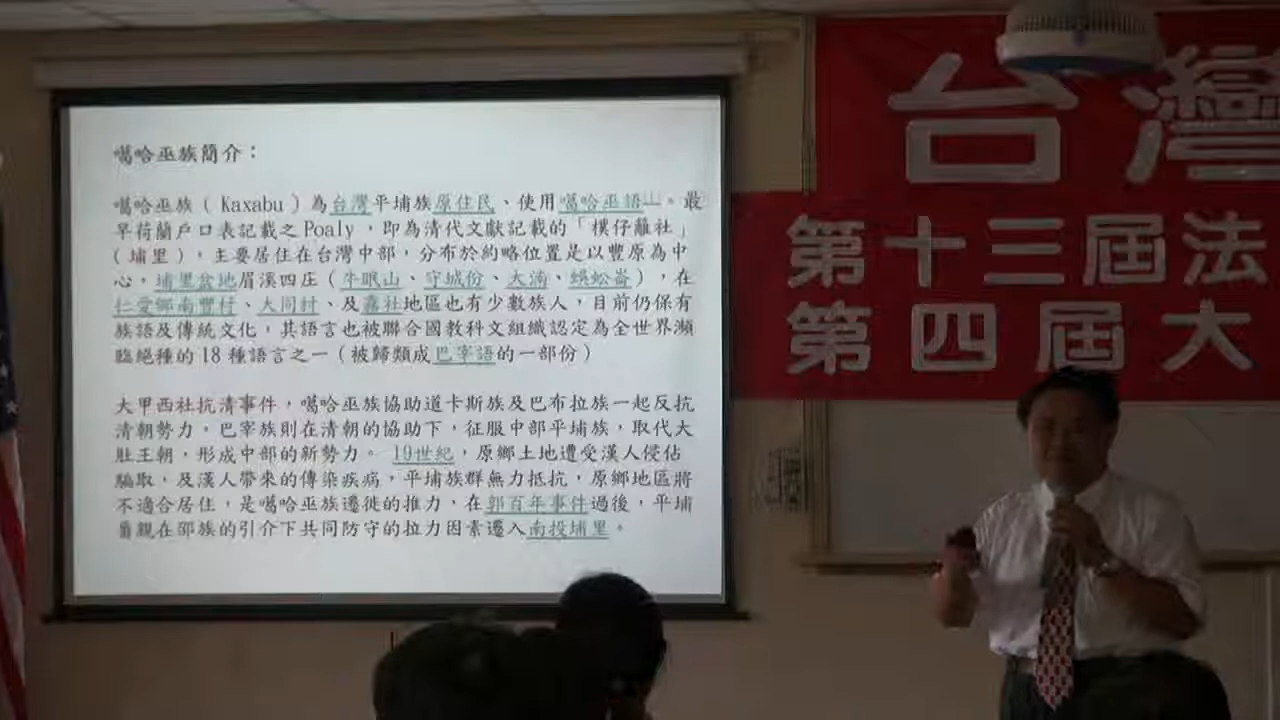 噶哈巫族簡介：
噶哈巫族（Kaxabu）為台灣平埔族原住民、使用噶哈巫語[1]。最
早荷蘭戶口表記載之Poaly，即為清代文獻記載的「樸仔離社」
（埔里），主要居住在台灣中部，分布於約略位置是以豐原為中
心，埔里盆地眉溪四庄（牛眠山、守城份、大湳、蜈蚣崙），在
仁愛鄉南豐村、大同村、及嘉社地區也有少數族人，目前仍保有
族語及傳統文化，其語言也被聯合國教科文組織認定為全世界瀕
臨絕種的18種語言之一（被歸類成巴宰語的一部份）
大甲西社抗清事件，噶哈巫族協助道卡斯族及巴布拉族一起反抗
清朝勢力。巴宰族則在清朝的協助下，征服中部平埔族，取代大
肚王朝，形成中部的新勢力。19世紀，原鄉土地遭受漢人侵佔
騙取，及漢人帶來的傳染疾病，平埔族群無力抵抗，原鄉地區將
不適合居住，是噶哈巫族遷徙的推力，在郭百年事件過後，平埔
番親在邵族的引介下共同防守的拉力因素遷入南投埔里。
台灣
第十三屆法
第四屆大